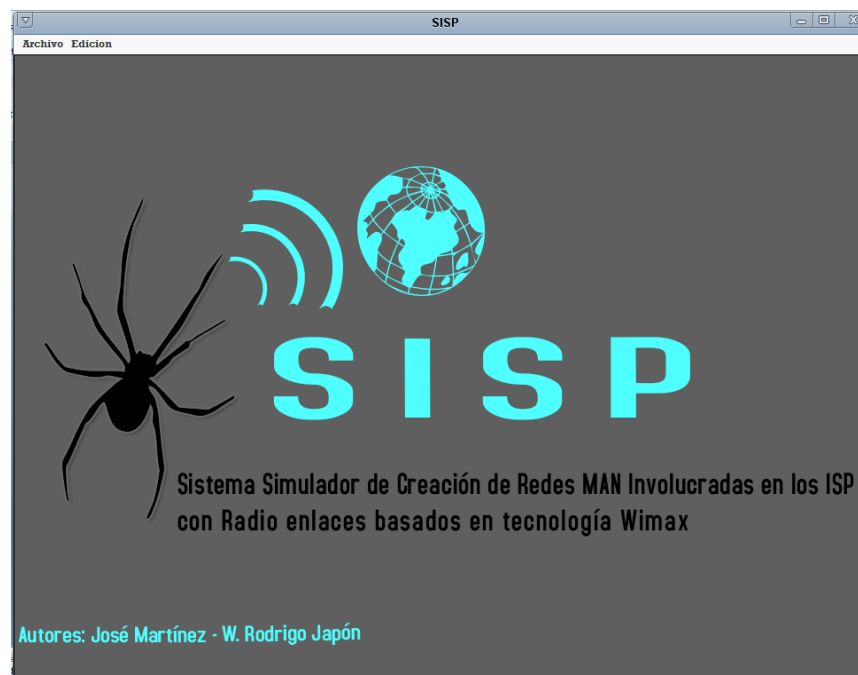 SISP
Archivo Edicion
S I S P
Sistema Simulador de Creación de Redes MAN Involucradas en los ISP
con Radio enlaces basados en tecnología Wimax
Autores: José Martínez - W. Rodrigo Japón